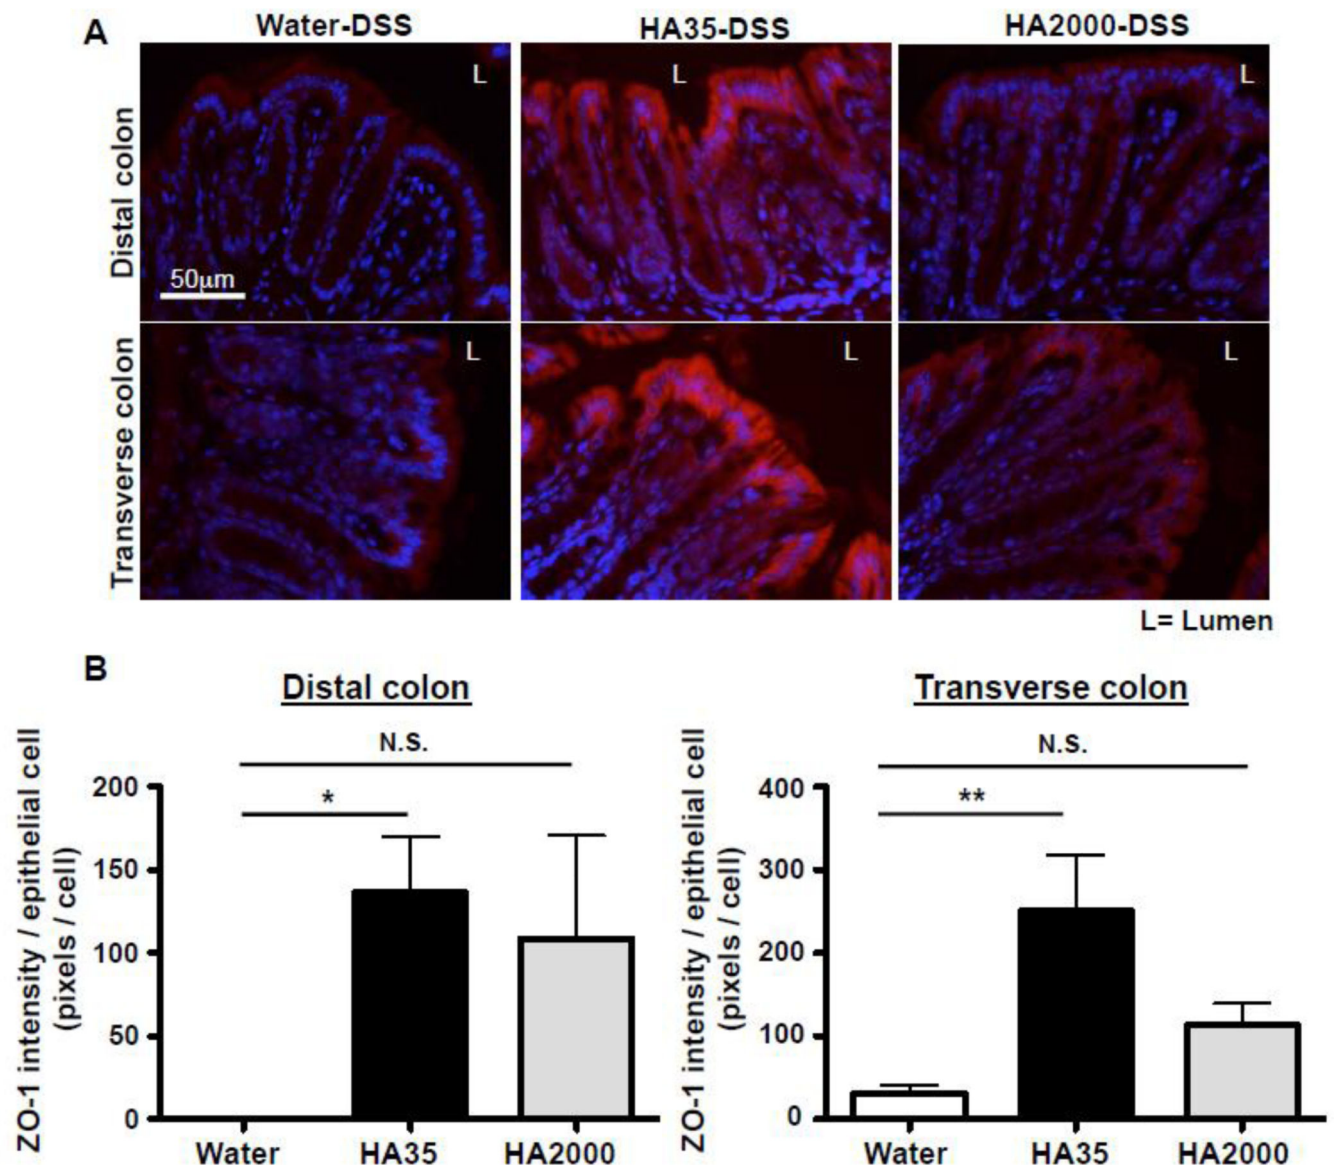 A
Water-DSS HA35-DSS HA2000-DSS
Distal colon
L L L
50μm
Transverse colon
L L L
L= Lumen
B
Distal colon
ZO-1 intensity / epithelial cell
(pixels / cell)
N.S.
*
200
150
100
50
0
Water HA35 HA2000
Transverse colon
ZO-1 intensity / epithelial cell
(pixels / cell)
N.S.
**
400
300
200
100
0
Water HA35 HA2000